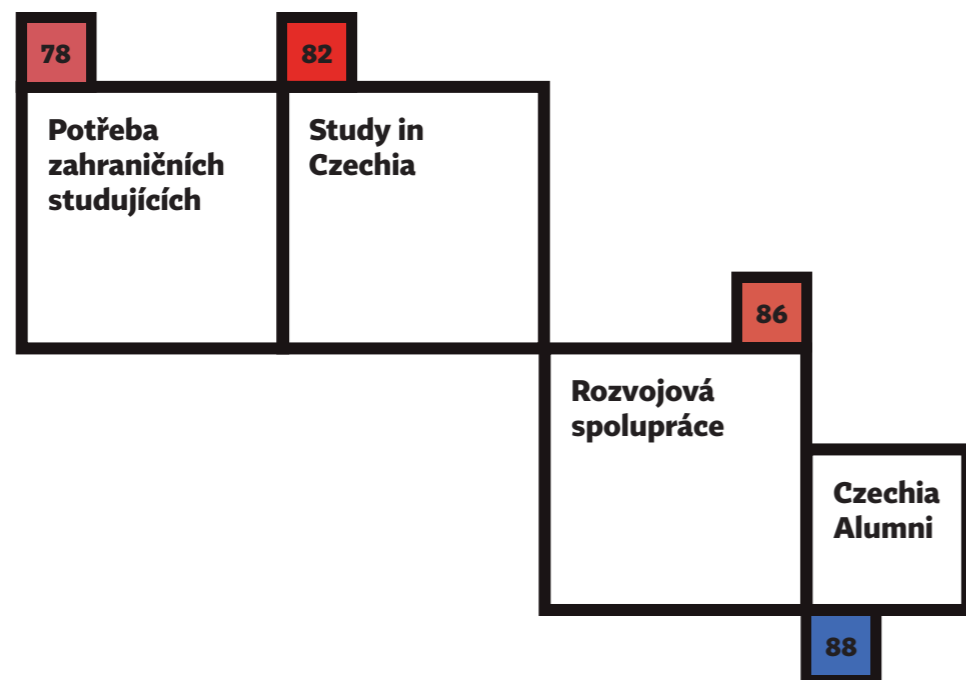 78
Potřeba
zahraničních
studujících
82
Study in
Czechia
86
Rozvojová
spolupráce
Czechia
Alumni
88